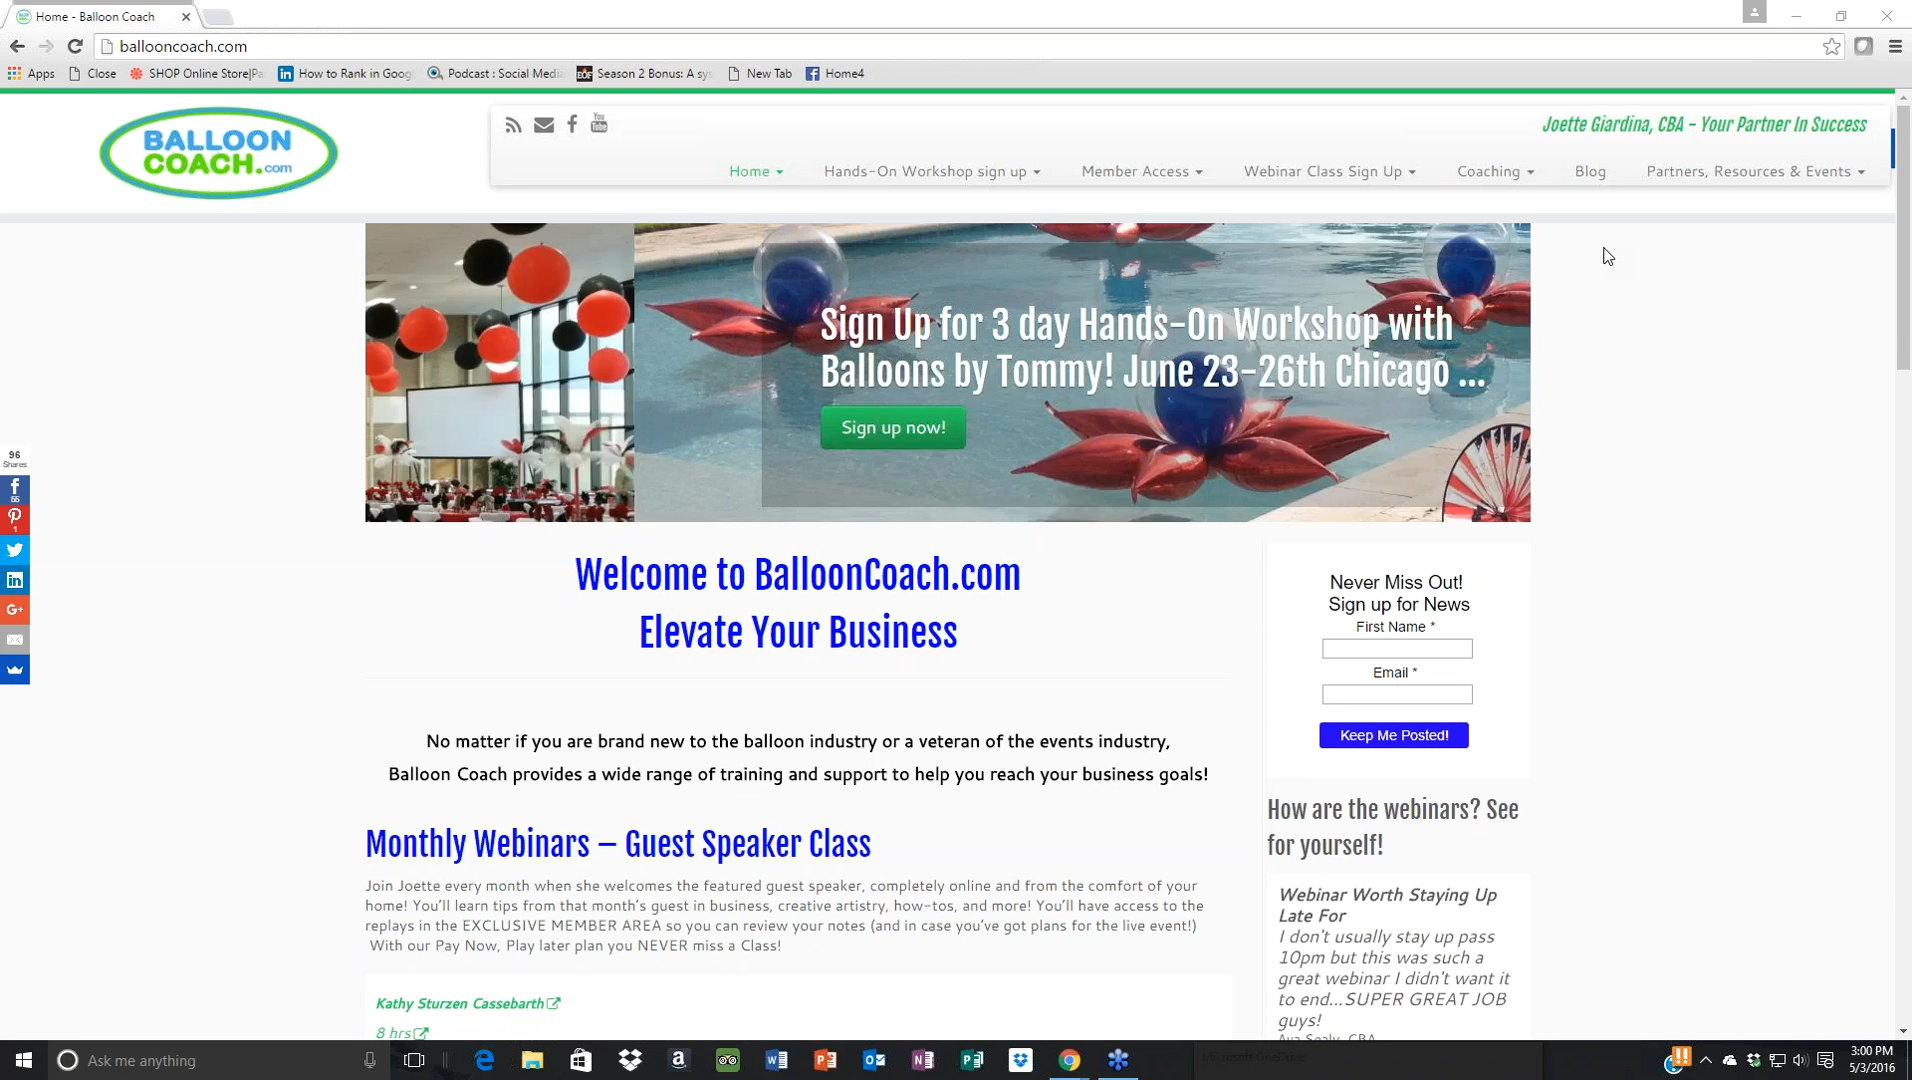 Home - Balloon Coach
ballooncoach.com
Apps Close SHOP Online Store|Pa How to Rank in Goog Podcast : Social Media Season 2 Bonus: A sys New Tab Home4
BALLOON
COACH.com
You
Tube
Joette Giardina, CBA - Your Partner In Success
Home Hands-On Workshop sign up Member Access Webinar Class Sign Up Coaching Blog Partners, Resources & Events
Sign Up for 3 day Hands-On Workshop with
Balloons by Tommy! June 23-26th Chicago ...
Sign up now!
96
Shares
55
1
Welcome to BalloonCoach.com
Elevate Your Business
No matter if you are brand new to the balloon industry or a veteran of the events industry,
Balloon Coach provides a wide range of training and support to help you reach your business goals!
Monthly Webinars – Guest Speaker Class
Join Joette every month when she welcomes the featured guest speaker, completely online and from the comfort of your
home! You'll learn tips from that month's guest in business, creative artistry, how-tos, and more! You'll have access to the
replays in the EXCLUSIVE MEMBER AREA so you can review your notes (and in case you've got plans for the live event!)
With our Pay Now, Play later plan you NEVER miss a Class!
Kathy Sturzen Cassebarth
8 hrs
Never Miss Out!
Sign up for News
First Name *
Email *
Keep Me Posted!
How are the webinars? See
for yourself!
Webinar Worth Staying Up
Late For
I don't usually stay up pass
10pm but this was such a
great webinar I didn't want it
to end...SUPER GREAT JOB
guys!
Ava Sealy, CBA
Ask me anything
Microsoft OneDrive
3:00 PM
5/3/2016